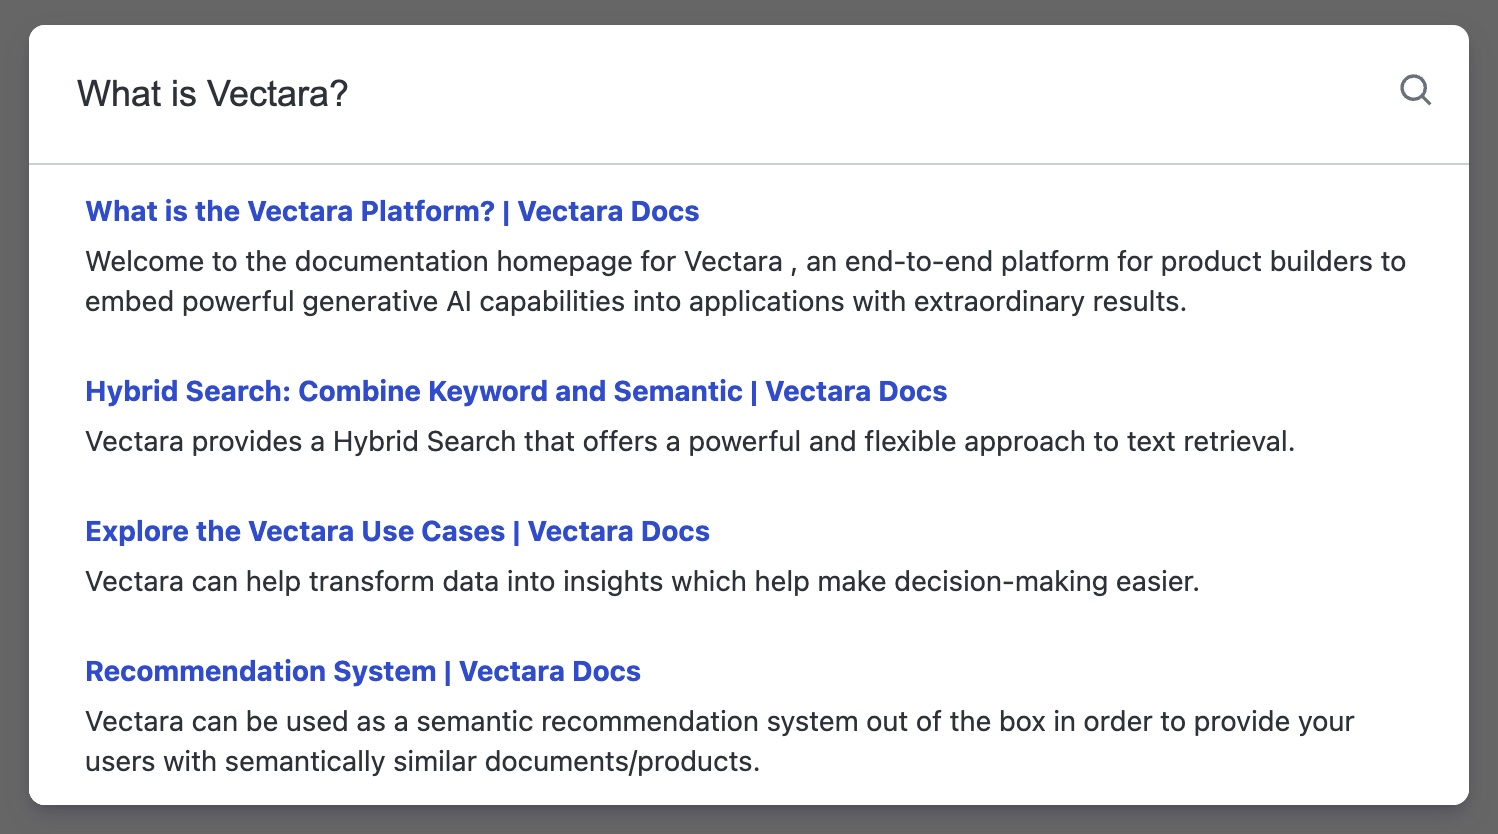 What is Vectara?
What is the Vectara Platform? | Vectara Docs
Welcome to the documentation homepage for Vectara , an end-to-end platform for product builders to
embed powerful generative AI capabilities into applications with extraordinary results.
Hybrid Search: Combine Keyword and Semantic | Vectara Docs
Vectara provides a Hybrid Search that offers a powerful and flexible approach to text retrieval.
Explore the Vectara Use Cases | Vectara Docs
Vectara can help transform data into insights which help make decision-making easier.
Recommendation System | Vectara Docs
Vectara can be used as a semantic recommendation system out of the box in order to provide your
users with semantically similar documents/products.